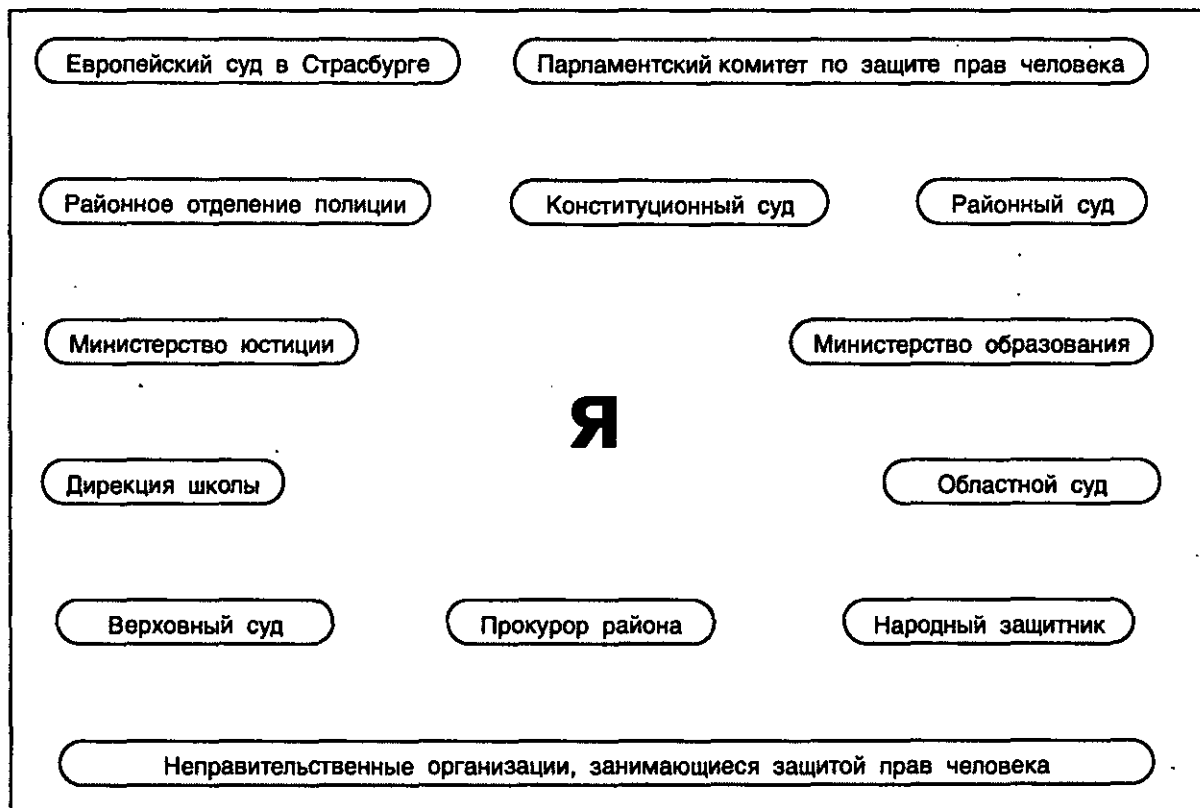 Европейский суд в Страсбурге
Парламентский комитет по защите прав человека
Районное отделение полиции
Конституционный суд
Районный суд
Министерство юстиции
Министерство образования
Я
Дирекция школы
Областной суд
Верховный суд
Прокурор района
Народный защитник
Неправительственные организации, занимающиеся защитой прав человека